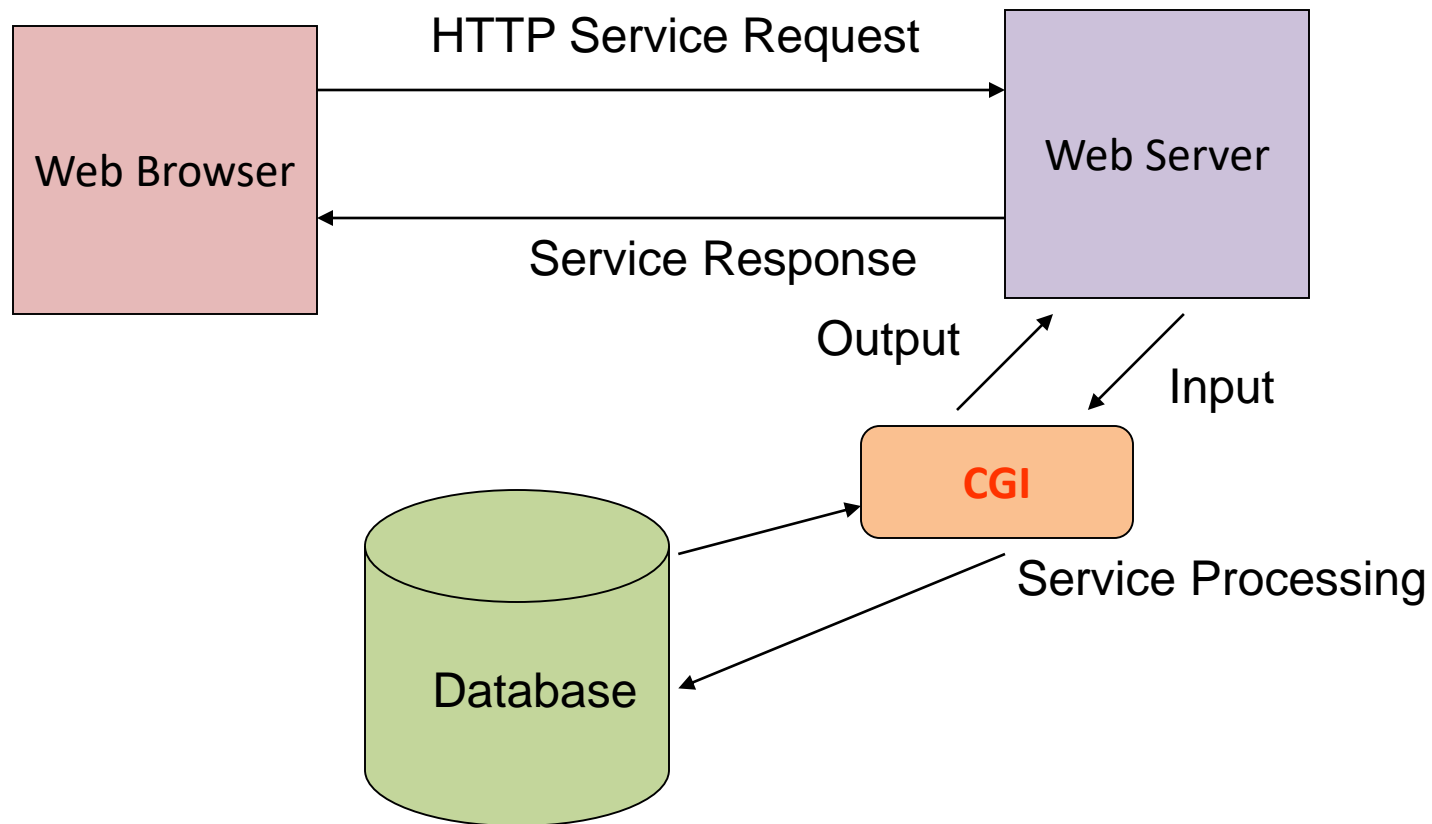 HTTP Service Request
Web Browser
Web Server
Service Response
Output
Input
CGI
Service Processing
Database